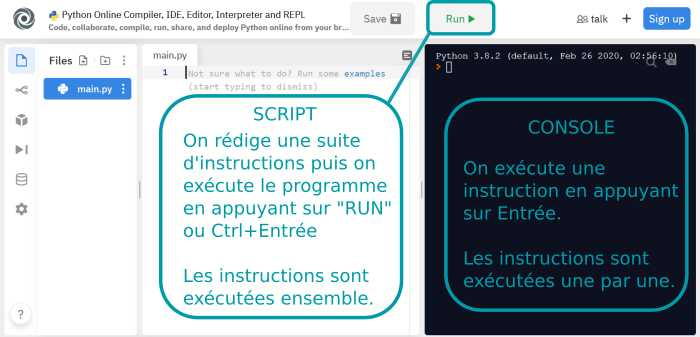 Python Online Compiler, IDE, Editor, Interpreter and REPL
Code, collaborate, compile, run, share, and deploy Python online from your br...
Save
Run
talk
+
Sign up
Files
main.py
main.py
1
Not sure what to do? Run some examples
(start typing to dismiss)
SCRIPT
On rédige une suite
d'instructions puis on
exécute le programme
en appuyant sur "RUN"
ou Ctrl+Entrée
Les instructions sont
exécutées ensemble.
Python 3.8.2 (default, Feb 26 2020, 02:56:10)
>
CONSOLE
On exécute une
instruction en appuyant
sur Entrée.
Les instructions sont
exécutées une par une.
?